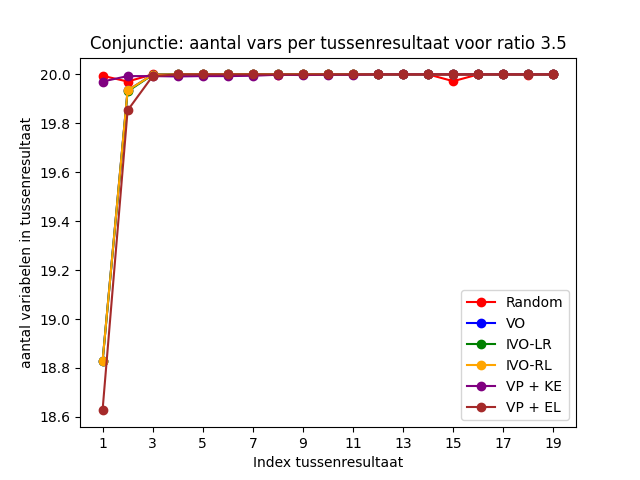 Conjunctie: aantal vars per tussenresultaat voor ratio 3.5
aantal variabelen in tussenresultaat
20.0
19.8
19.6
19.4
19.2
19.0
18.8
18.6
Random
VO
IVO-LR
IVO-RL
VP + KE
VP + EL
1 3 5 7 9 11 13 15 17 19
Index tussenresultaat